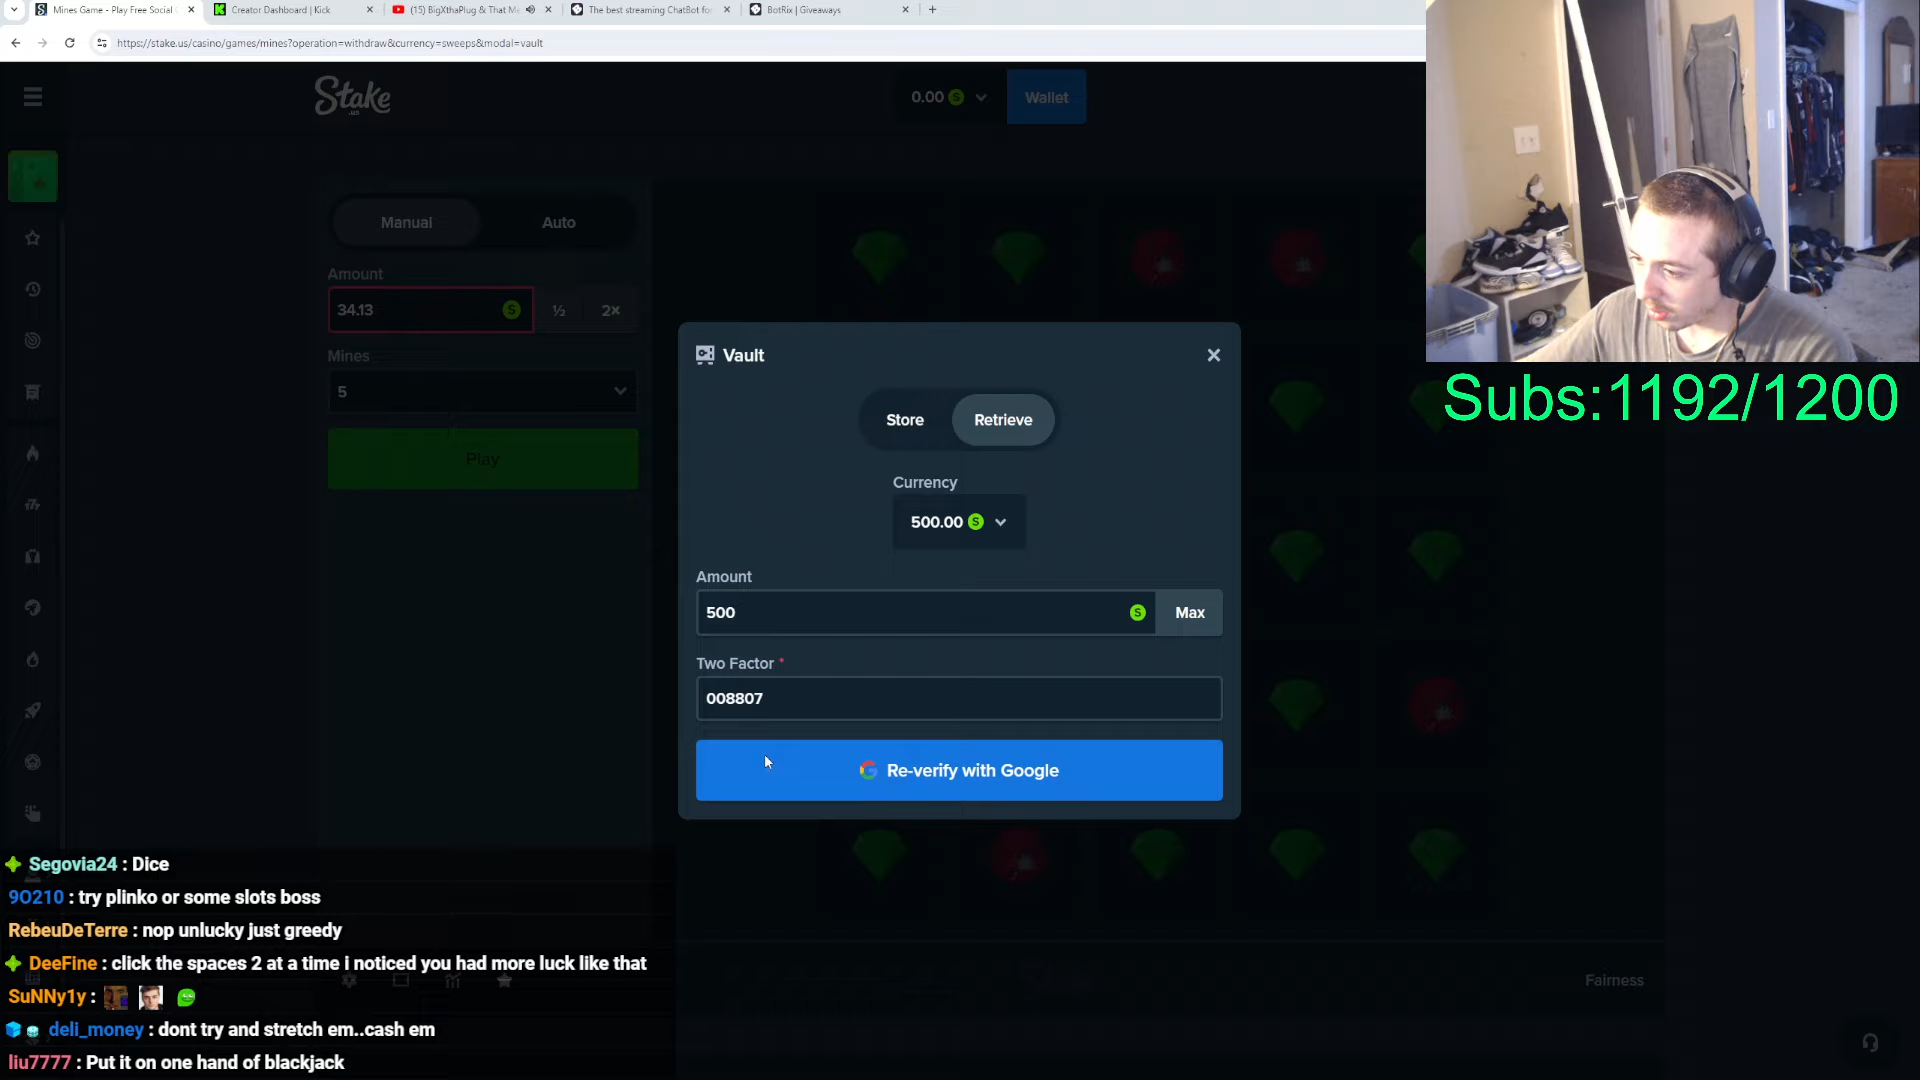 Mines Game - Play Free Social C
Creator Dashboard | Kick
(15) BigXthaPlug & That Me
The best streaming ChatBot for
BotRix | Giveaways
https://stake.us/casino/games/mines?operation=withdraw&currency=sweeps&modal=vault
Stake
.us
0.00
Wallet
Manual
Auto
Amount
34.13
½
2×
Mines
5
Play
Vault
Store
Retrieve
Currency
500.00
Amount
500
Max
Two Factor *
008807
Re-verify with Google
Subs:1192/1200
Segovia24 : Dice
9O210 : try plinko or some slots boss
RebeuDeTerre : nop unlucky just greedy
DeeFine : click the spaces 2 at a time i noticed you had more luck like that
SuNNy1y :
deli_money : dont try and stretch em..cash em
liu7777 : Put it on one hand of blackjack
Fairness